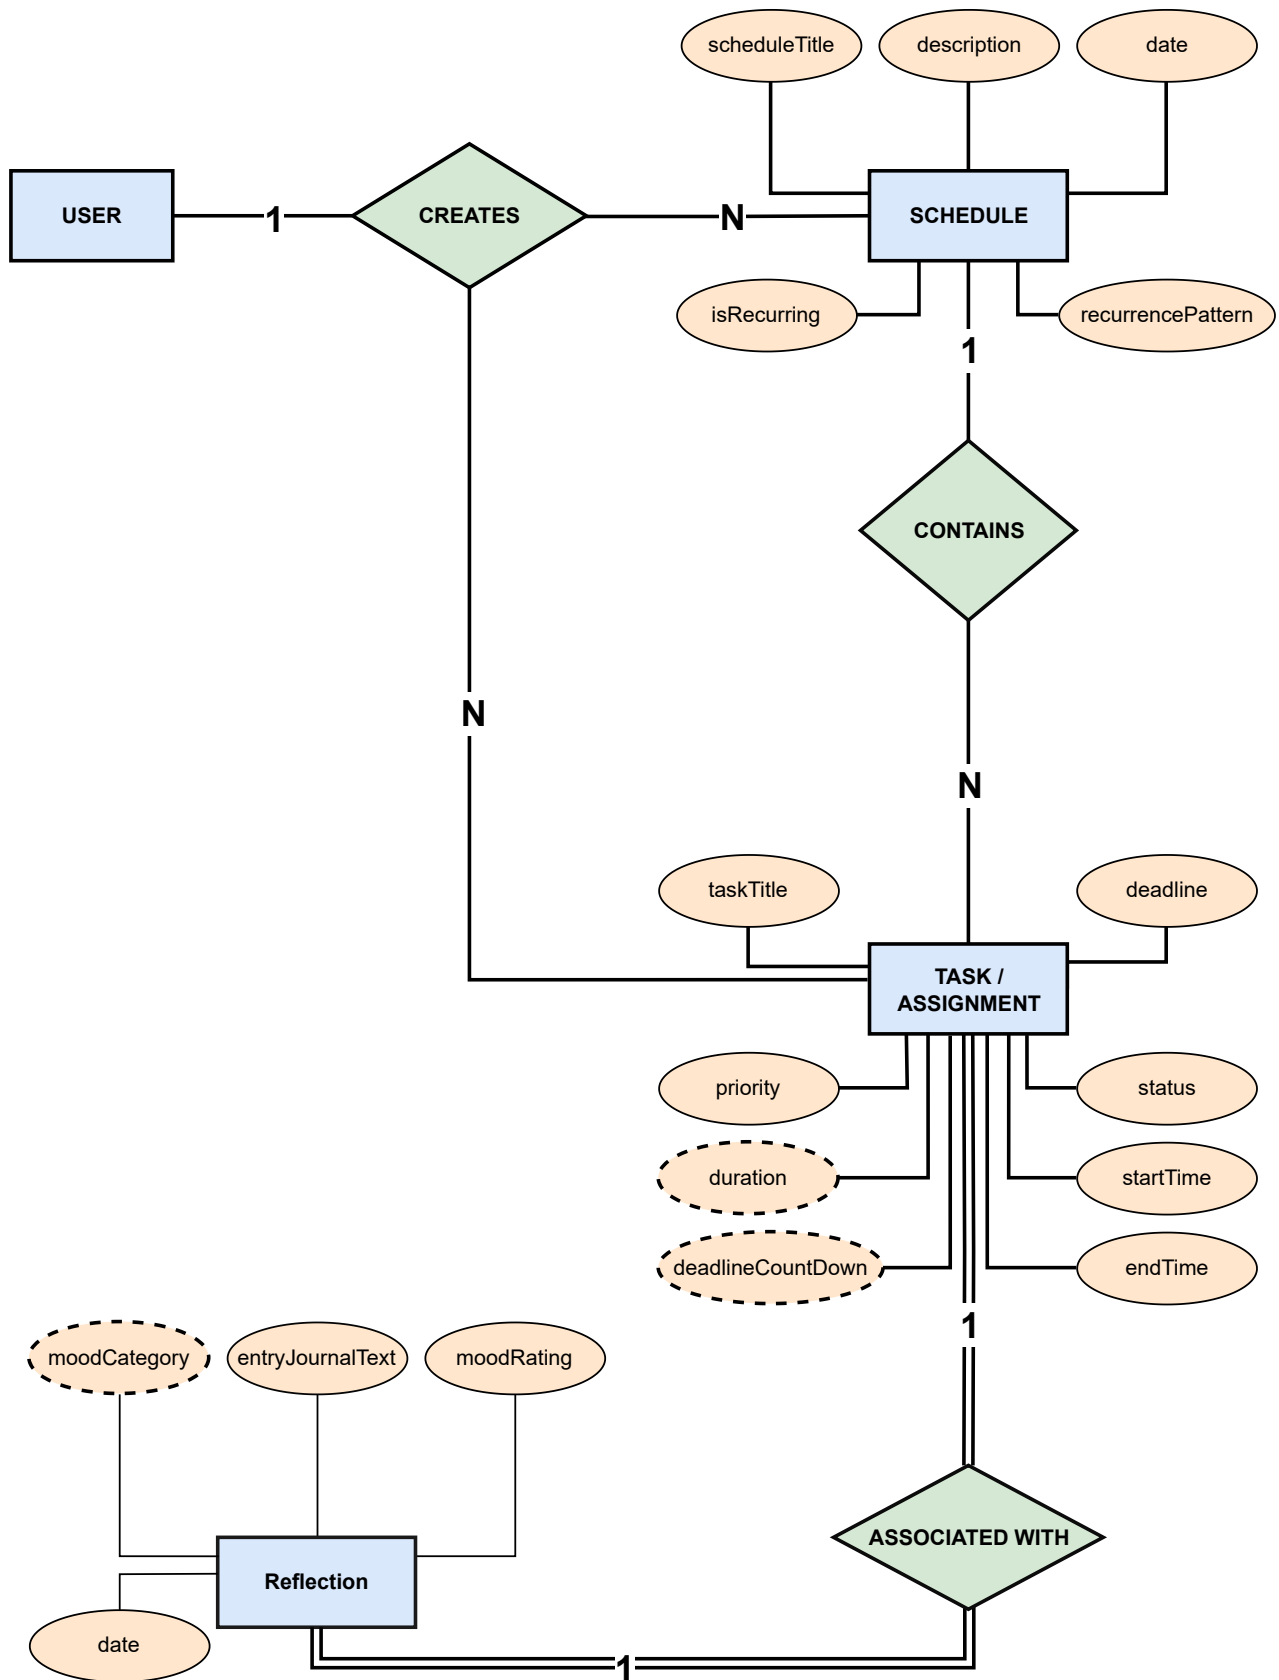 scheduleTitle
description
date
USER
1
CREATES
N
SCHEDULE
isRecurring
recurrencePattern
1
CONTAINS
N
N
taskTitle
deadline
TASK /
ASSIGNMENT
priority
status
duration
startTime
deadlineCountDown
endTime
1
moodCategory
entryJournalText
moodRating
ASSOCIATED WITH
Reflection
date
1